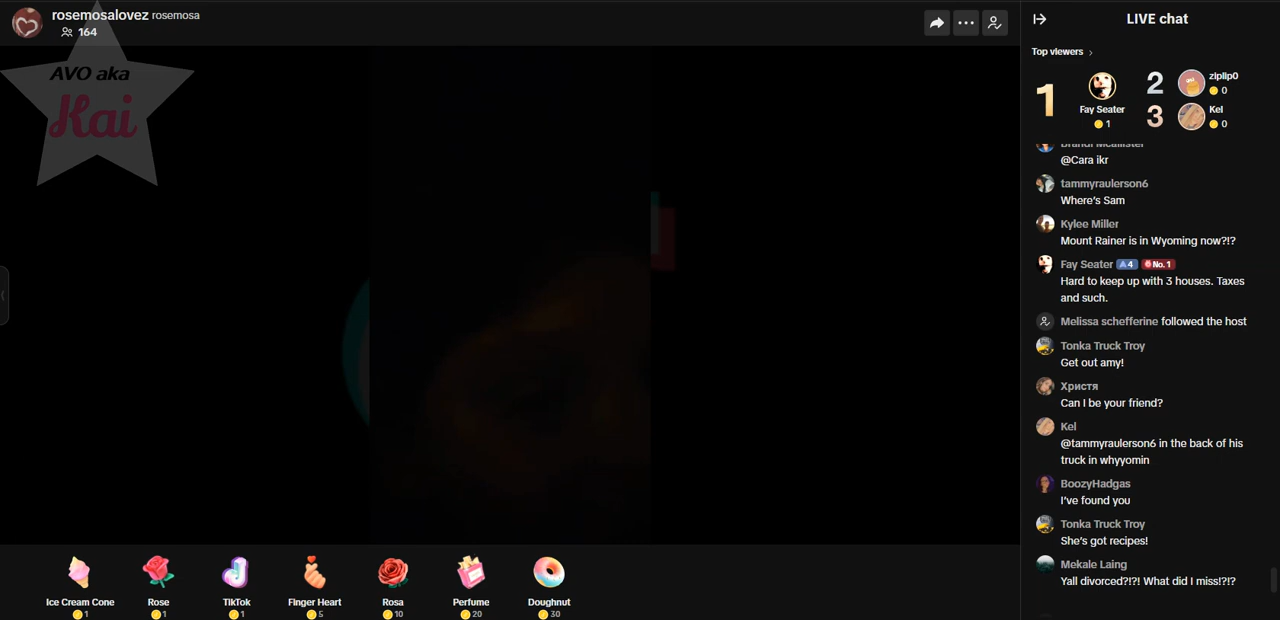 rosemosalovez rosemosa
164
AVO aka
Kai
LIVE chat
Top viewers
1
Fay Seater
1
2
ziplip0
0
3
Kel
0
Brandi Mcallister
@Cara ikr
tammyraulerson6
Where's Sam
Kylee Miller
Mount Rainer is in Wyoming now?!?
Fay Seater 4 No. 1
Hard to keep up with 3 houses. Taxes
and such.
Melissa schefferine followed the host
Tonka Truck Troy
Get out amy!
Христя
Can I be your friend?
Kel
@tammyraulerson6 in the back of his
truck in whyyomin
BoozyHadgas
I've found you
Tonka Truck Troy
She's got recipes!
Mekale Laing
Yall divorced?!?! What did I miss!?!?
Ice Cream Cone
1
Rose
1
TikTok
1
Finger Heart
5
Rosa
10
Perfume
20
Doughnut
30